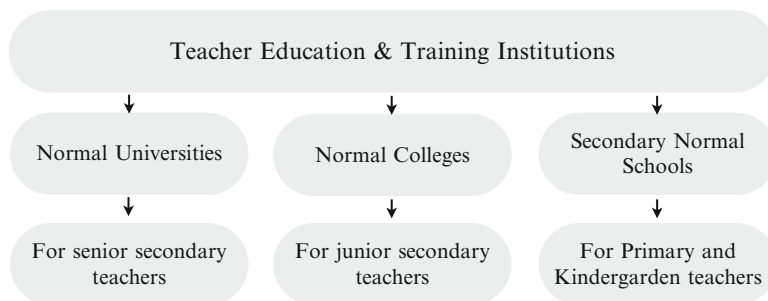 Teacher Education & Training Institutions
Normal Universities
Normal Colleges
Secondary Normal
Schools
For senior secondary
teachers
For junior secondary
teachers
For Primary and
Kindergarden teachers